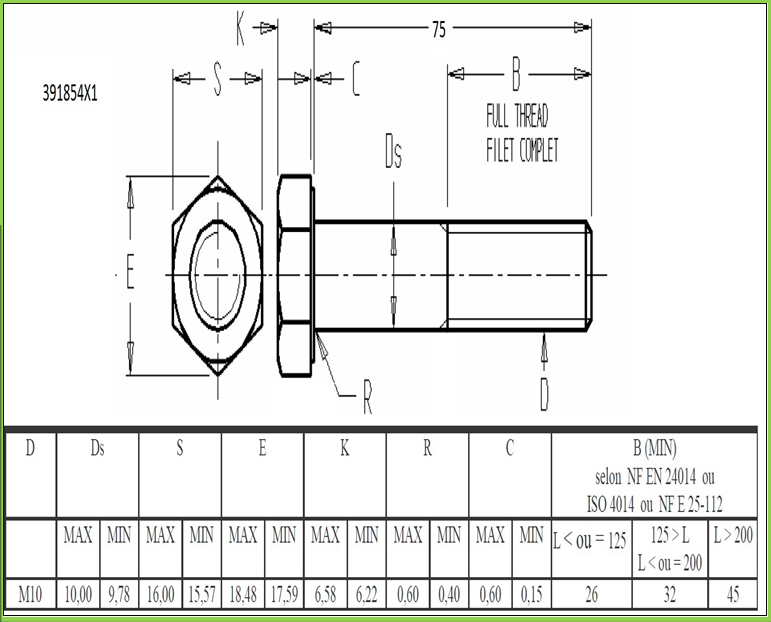 K
75
S
C
B
391854X1
FULL THREAD
FILET COMPLET
Ds
E
R
D
D Ds S E K R C B (MIN)
selon NF EN 24014 ou
ISO 4014 ou NF E 25-112
MAX MIN MAX MIN MAX MIN MAX MIN MAX MIN MAX MIN L < ou = 125 125 > L L > 200
L < ou = 200
M10 10,00 9,78 16,00 15,57 18,48 17,59 6,58 6,22 0,60 0,40 0,60 0,15 26 32 45